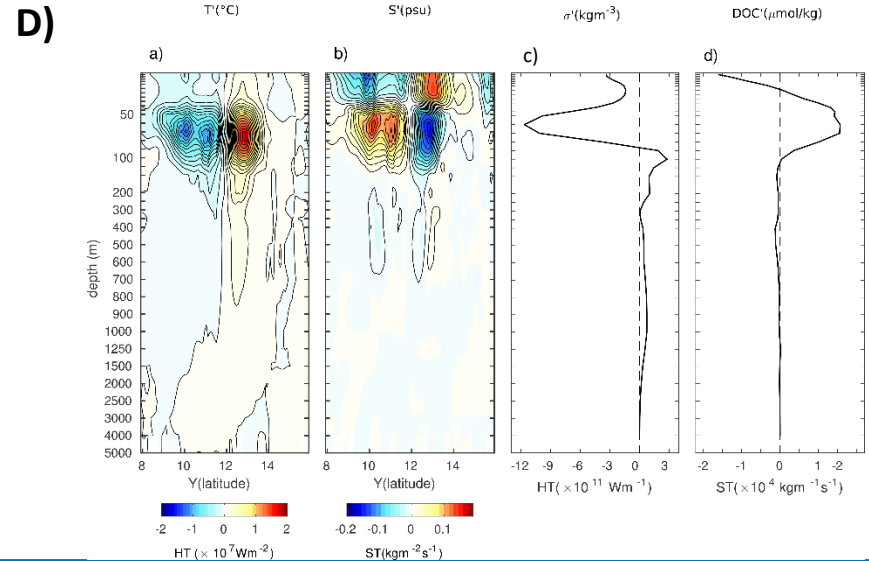 D)
T'(°C)
S'(psu)
σ'(kgm⁻³)
DOC'(μmol/kg)
a)
b)
c)
d)
50
100
200
300
400
500
600
700
800
900
1000
1250
1500
2000
2500
3000
4000
5000
depth (m)
8 10 12 14
8 10 12 14
-12 -9 -6 -3 0 3
-2 -1 0 1 -2
Y(latitude)
Y(latitude)
HT(×10¹¹ Wm⁻¹)
ST(×10⁴ kgm⁻¹s⁻¹)
-2 -1 0 1 2
-0.2 -0.1 0 0.1
HT (×10⁷Wm⁻²)
ST(kgm⁻²s⁻¹)